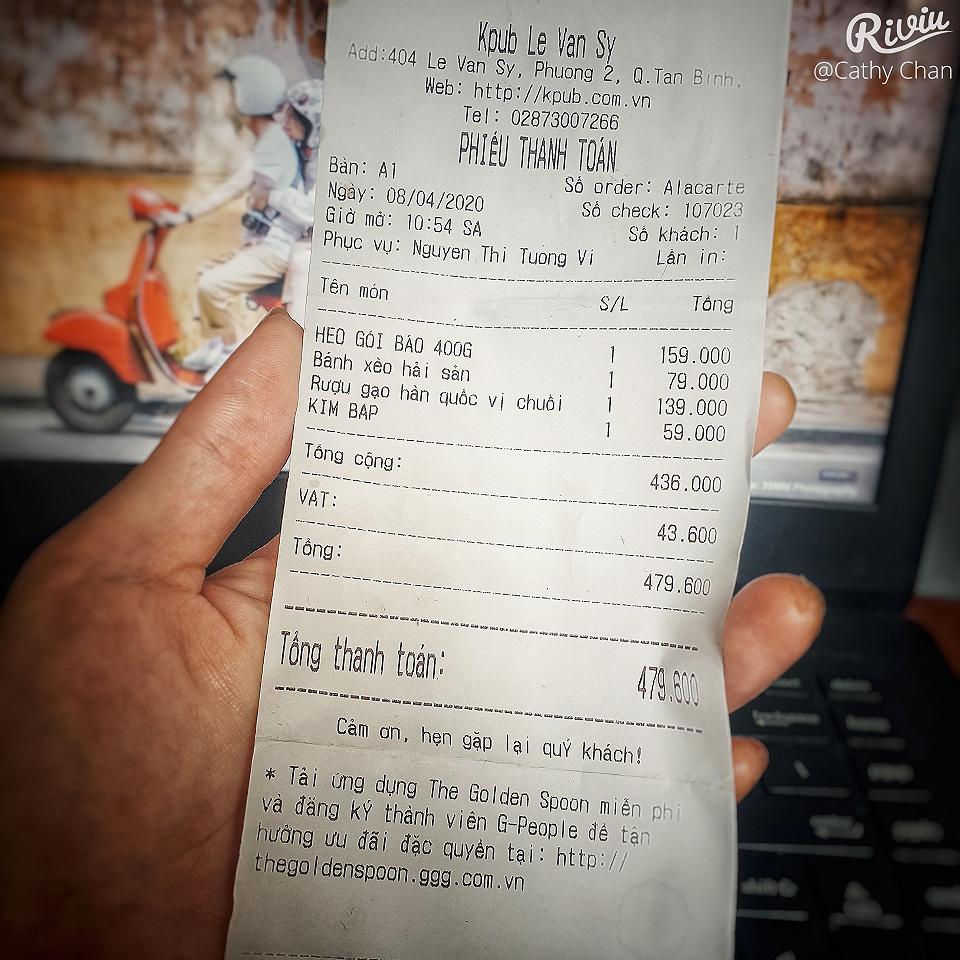 Riviu
@Cathy Chan
Kpub Le Van Sy
Add:404 Le Van Sy, Phuong 2, Q.Tan Binh,
Web: http://kpub.com.vn
Tel: 02873007266
PHIẾU THANH TOÁN
Bàn: A1 Số order: Alacarte
Ngày: 08/04/2020 Số check: 107023
Giờ mở: 10:54 SA Số khách: 1
Phục vụ: Nguyen Thi Tuong Vi Lần in:
Tên món S/L Tổng
HEO GÓI BÁO 400G 1 159.000
Bánh xèo hải sản 1 79.000
Rượu gạo hàn quốc vị chuối 1 139.000
KIM BAP 1 59.000
Tổng cộng: 436.000
VAT: 43.600
Tổng: 479.600
Tổng thanh toán: 479.600
Cảm ơn, hẹn gặp lại quÝ khách!
* Tải ứng dụng The Golden Spoon miễn phi
và đăng kÝ thành viên G-People để tận
hưởng ưu đãi đặc quyền tại: http://
thegoldenspoon.ggg.com.vn